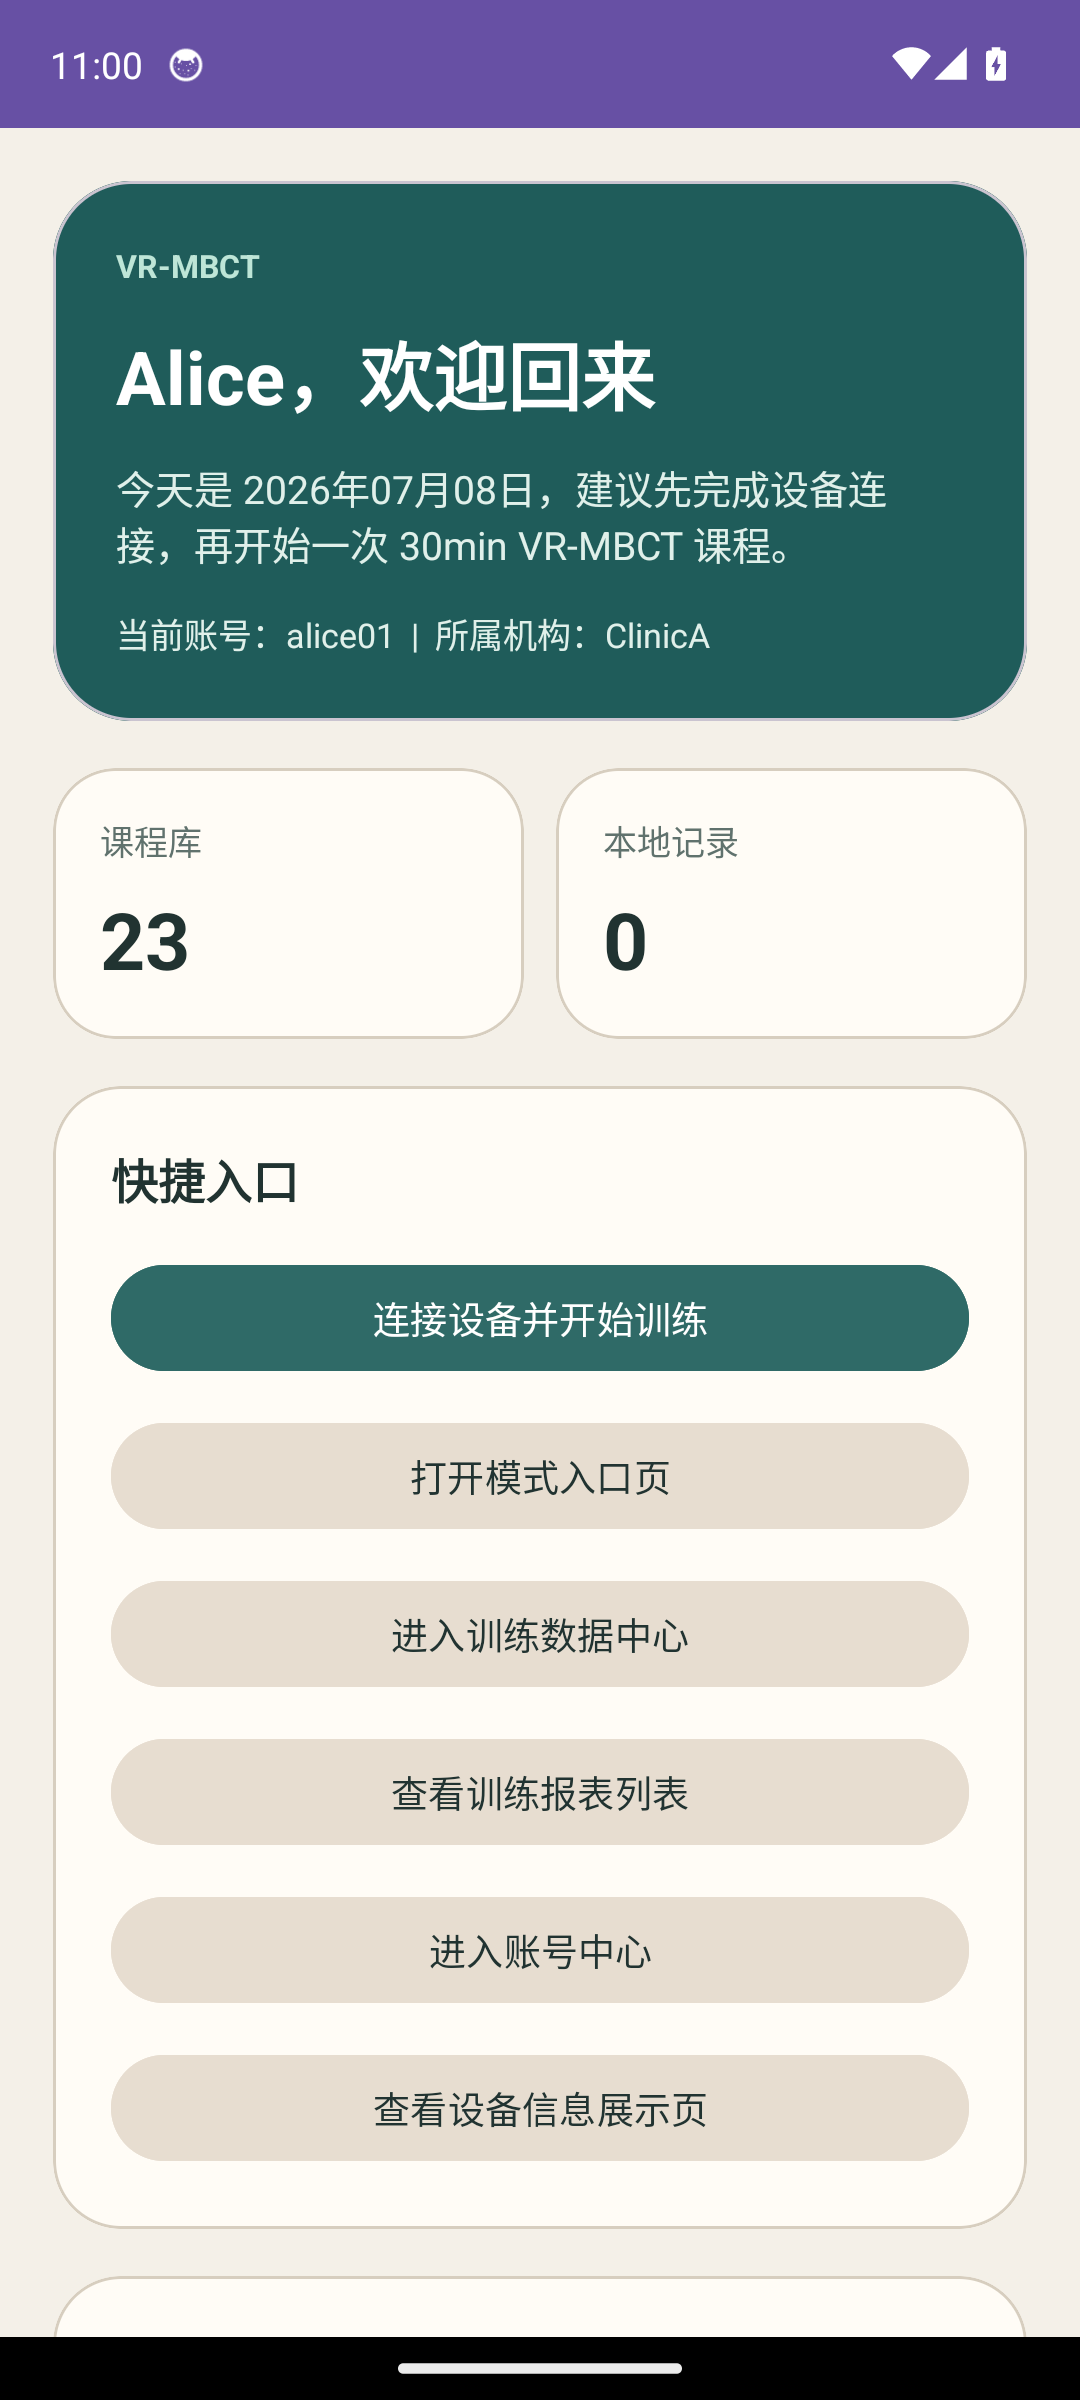 11:00
VR-MBCT
Alice，欢迎回来
今天是 2026年07月08日，建议先完成设备连
接，再开始一次 30min VR-MBCT 课程。
当前账号：alice01 | 所属机构：ClinicA
课程库
23
本地记录
0
快捷入口
连接设备并开始训练
打开模式入口页
进入训练数据中心
查看训练报表列表
进入账号中心
查看设备信息展示页